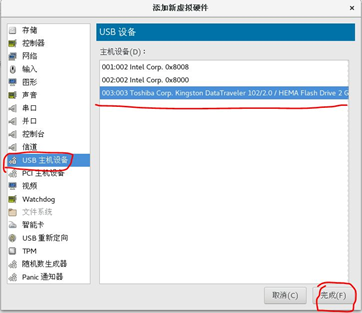 添加新虚拟硬件
存储
控制器
网络
输入
图形
声音
串口
并口
控制台
信道
USB 主机设备
PCI 主机设备
视频
Watchdog
文件系统
智能卡
USB 重新定向
TPM
随机数生成器
Panic 通知器
USB 设备
主机设备(D)：
001:002 Intel Corp. 0x8008
002:002 Intel Corp. 0x8000
003:003 Toshiba Corp. Kingston DataTraveler 102/2.0 / HEMA Flash Drive 2 G
取消(C)
完成(F)